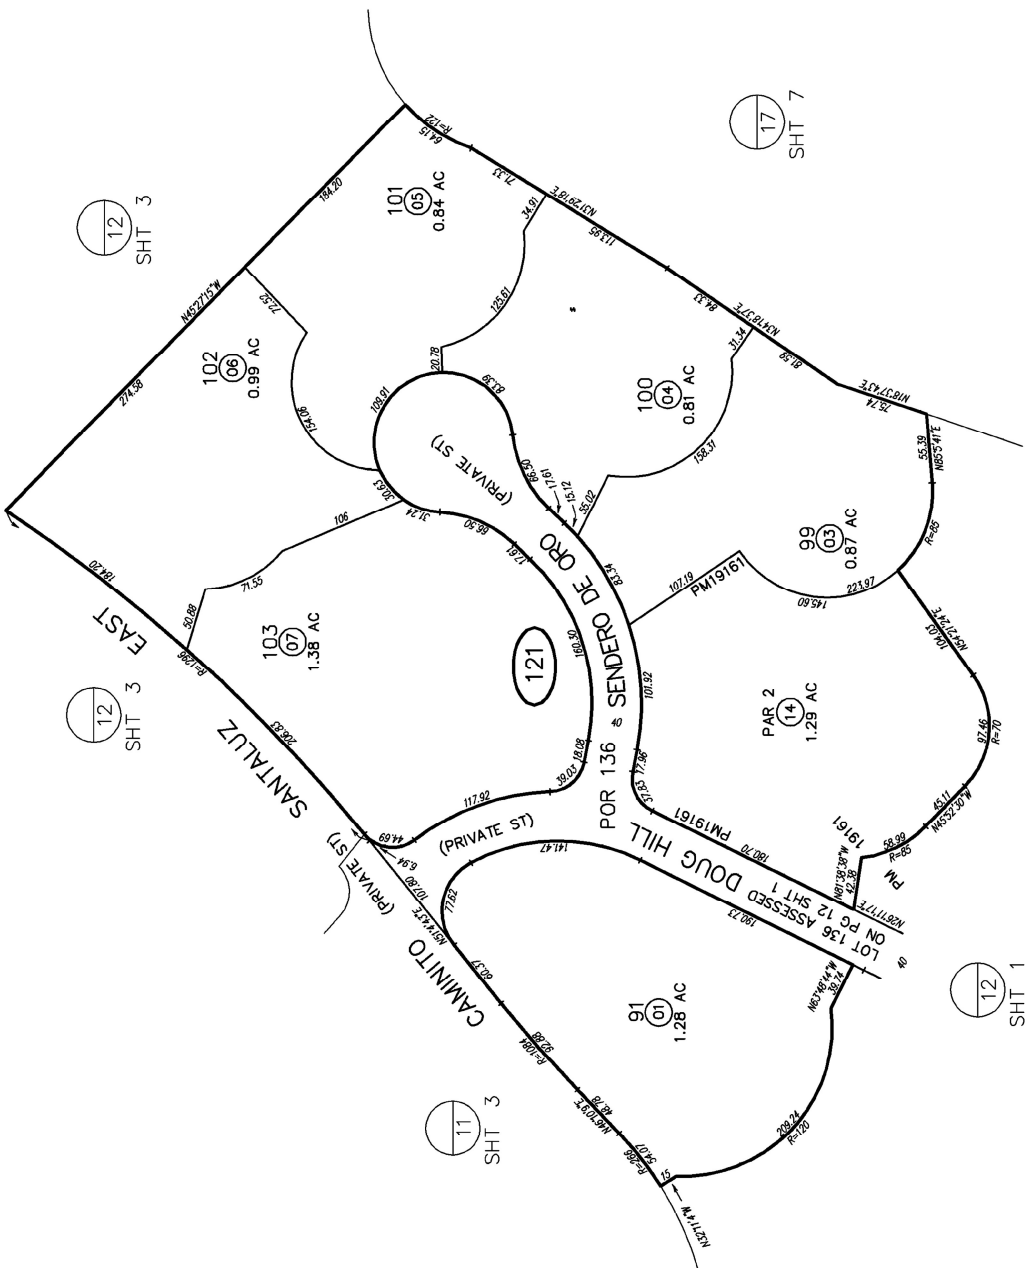 12
SHT 3
17
SHT 7
12
SHT 3
11
SHT 3
12
SHT 1
184.20
R=122
64.15
71.33
34.91
N31°29'18"E
113.95
84.33
N34°18'37"E
81.59
31.34
N18°37'43"E
75.74
55.39
N85°5'41"E
R=85
101
05
0.84 AC
N45°27'15"W
274.58
72.52
102
06
0.99 AC
154.06
109.91
20.78
125.61
83.39
100
04
0.81 AC
158.31
(PRIVATE ST)
66.50
17.61
15.12
55.02
30.63
31.24
66.50
17.61
106
71.55
50.88
184.20
R=1296
206.83
103
07
1.38 AC
121
160.30
83.34
107.19
PM19161
99
03
0.87 AC
145.60
223.97
N54°21'24"E
104.03
97.46
R=70
PAR 2
14
1.29 AC
101.92
40
SENDERO DE ORO
POR 136
18.08
39.03
17.96
37.83
117.92
44.69
6.94
107.80
N51°4'43"E
(PRIVATE ST)
(PRIVATE ST)
141.47
77.62
EAST
SANTALUZ
CAMINITO
DOUG HILL
PM19161
180.70
LOT 136 ASSESSED
ON PG 12 SHT 1
190.73
N81°38'38"W
42.38
N26°11'17"E
40
58.99
R=85
PM
19161
45.11
N45°52'30"W
N63°48'44"W
39.74
91
01
1.28 AC
60.37
92.88
R=1084
48.78
N46°10'9"E
54.07
R=266
15
N32°11'4"W
209.24
R=120